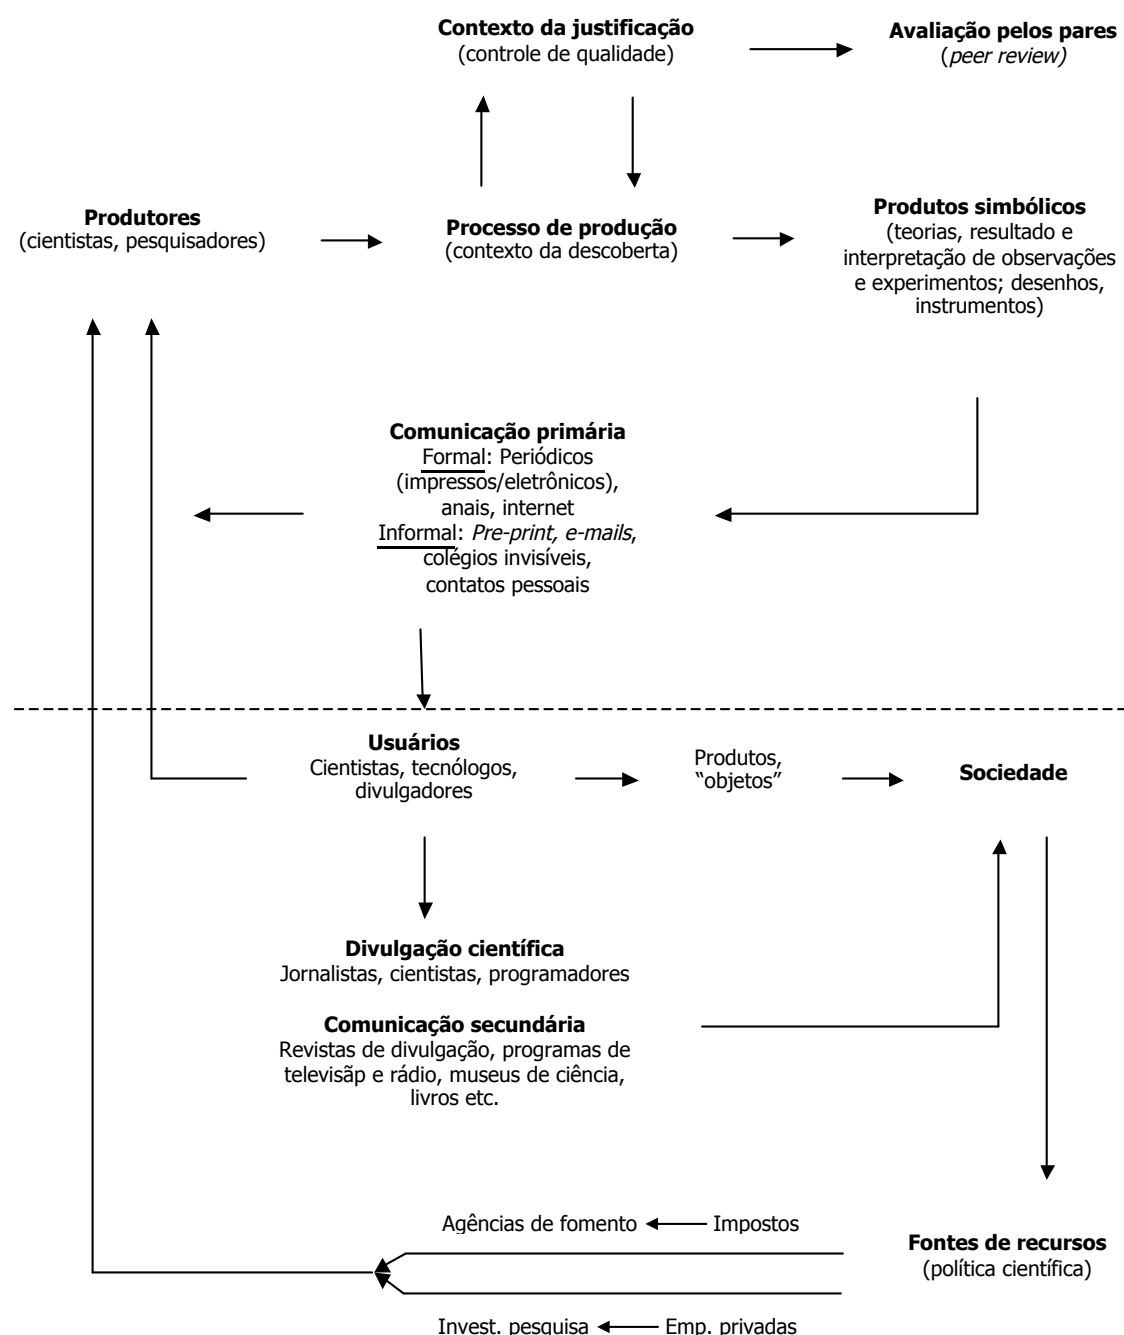 Contexto da justificação
(controle de qualidade)
Avaliação pelos pares
(peer review)
Produtores
(cientistas, pesquisadores)
Processo de produção
(contexto da descoberta)
Produtos simbólicos
(teorias, resultado e
interpretação de observações
e experimentos; desenhos,
instrumentos)
Comunicação primária
Formal: Periódicos
(impressos/eletrônicos),
anais, internet
Informal: Pre-print, e-mails,
colégios invisíveis,
contatos pessoais
Usuários
Cientistas, tecnólogos,
divulgadores
Produtos,
“objetos”
Sociedade
Divulgação científica
Jornalistas, cientistas, programadores
Comunicação secundária
Revistas de divulgação, programas de
televisãp e rádio, museus de ciência,
livros etc.
Agências de fomento
Impostos
Fontes de recursos
(política científica)
Invest. pesquisa
Emp. privadas